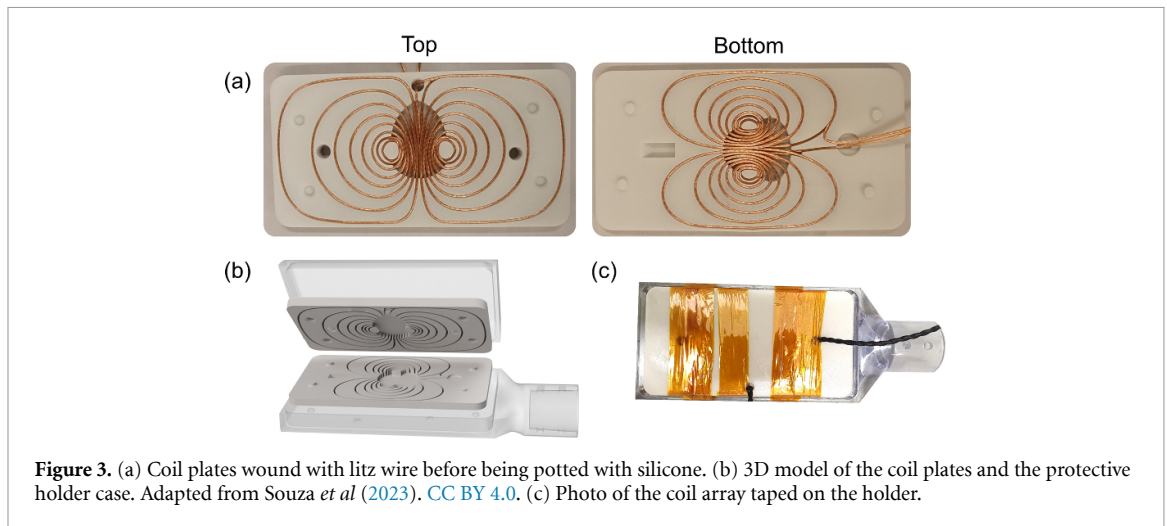 Top
Bottom
(a)
(b)
(c)
Figure 3. (a) Coil plates wound with litz wire before being potted with silicone. (b) 3D model of the coil plates and the protective
holder case. Adapted from Souza et al (2023). CC BY 4.0. (c) Photo of the coil array taped on the holder.